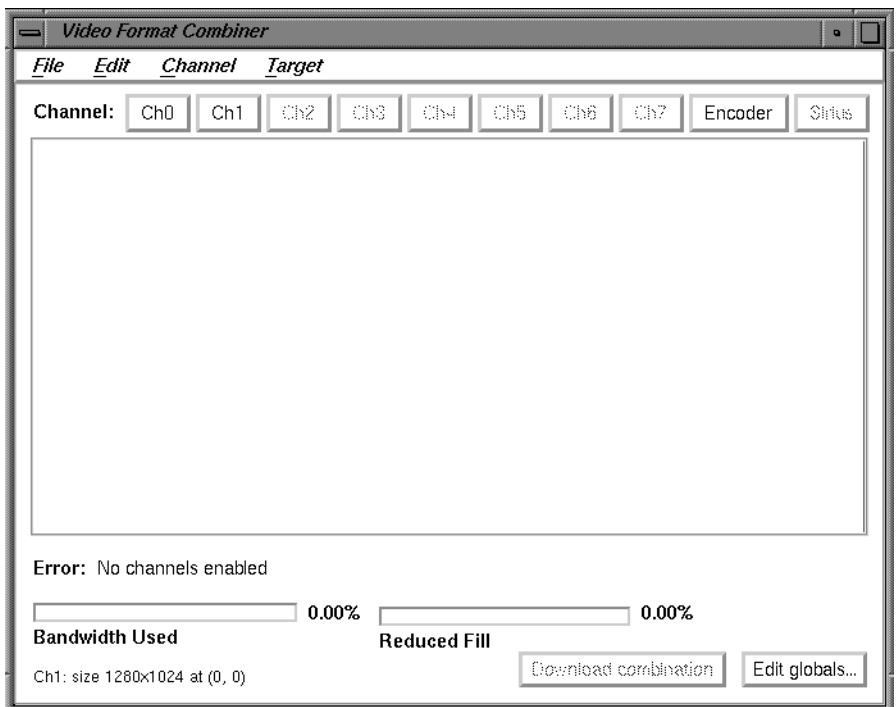 Video Format Combiner
File Edit Channel Target
Channel: Ch0 Ch1 Ch2 Ch3 Ch4 Ch5 Ch6 Ch7 Encoder Sirius
Error: No channels enabled
0.00% 0.00%
Bandwidth Used Reduced Fill
Download combination Edit globals...
Ch1: size 1280x1024 at (0, 0)